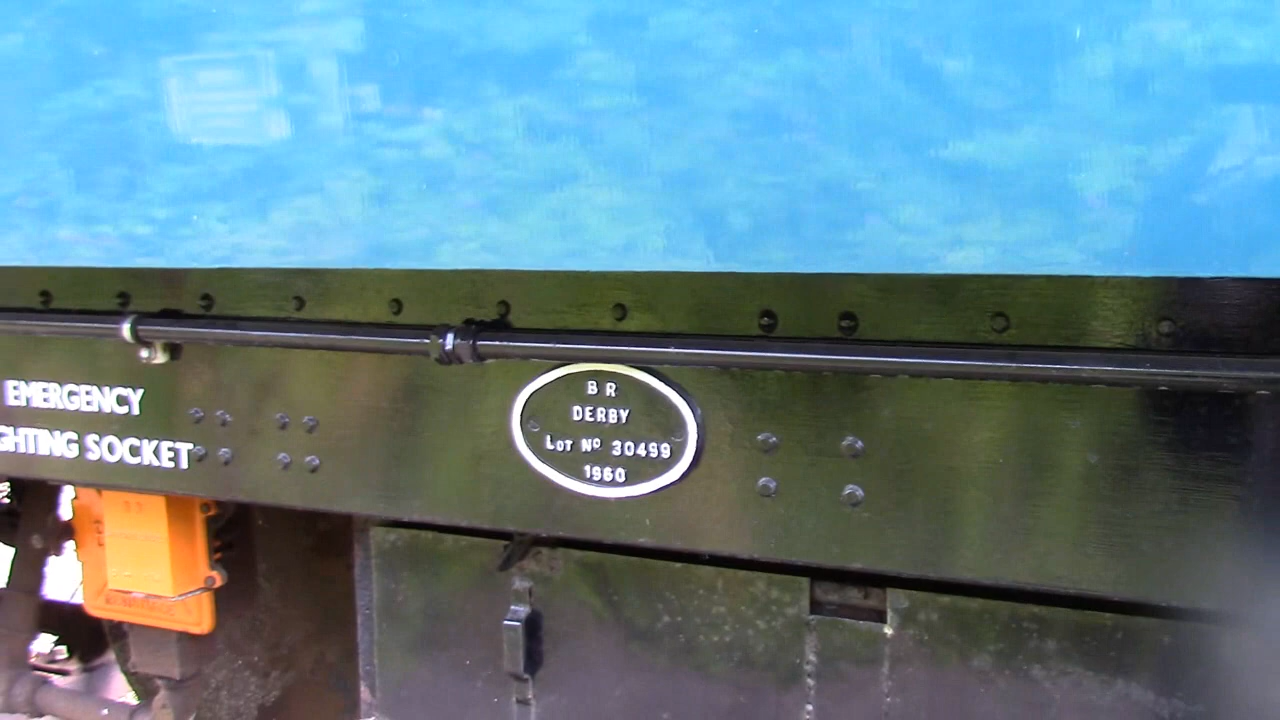 EMERGENCY
GHTING SOCKET
B R
DERBY
LOT Nº 30499
1960